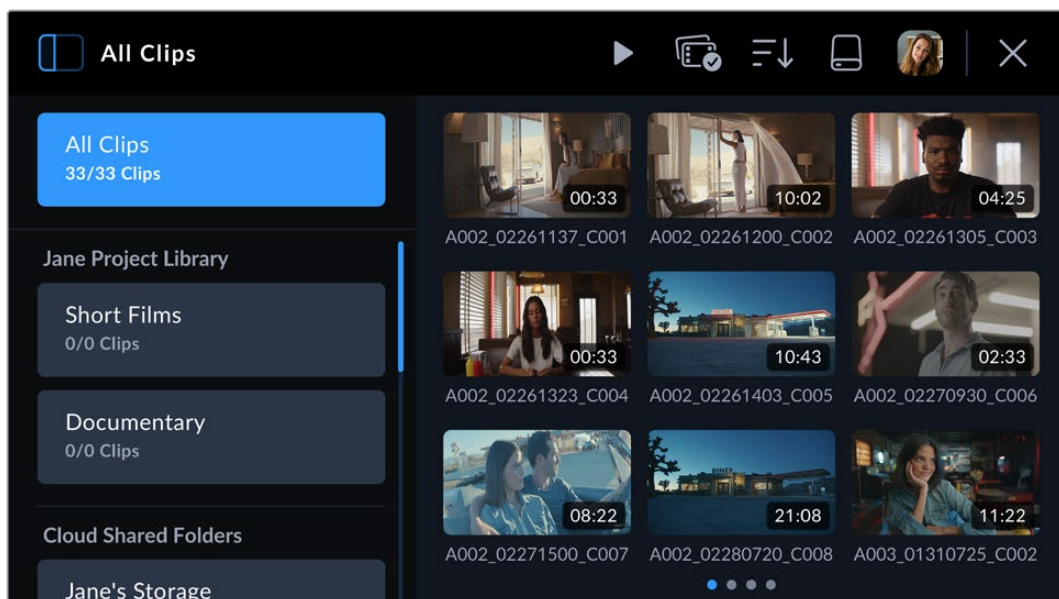 All Clips
All Clips
33/33 Clips
Jane Project Library
Short Films
0/0 Clips
Documentary
0/0 Clips
Cloud Shared Folders
Jane's Storage
00:33
10:02
04:25
A002_02261137_C001
A002_02261200_C002
A002_02261305_C003
DINER
00:33
10:43
02:33
A002_02261323_C004
A002_02261403_C005
A002_02270930_C006
DINER
08:22
21:08
11:22
A002_02271500_C007
A002_02280720_C008
A003_01310725_C002